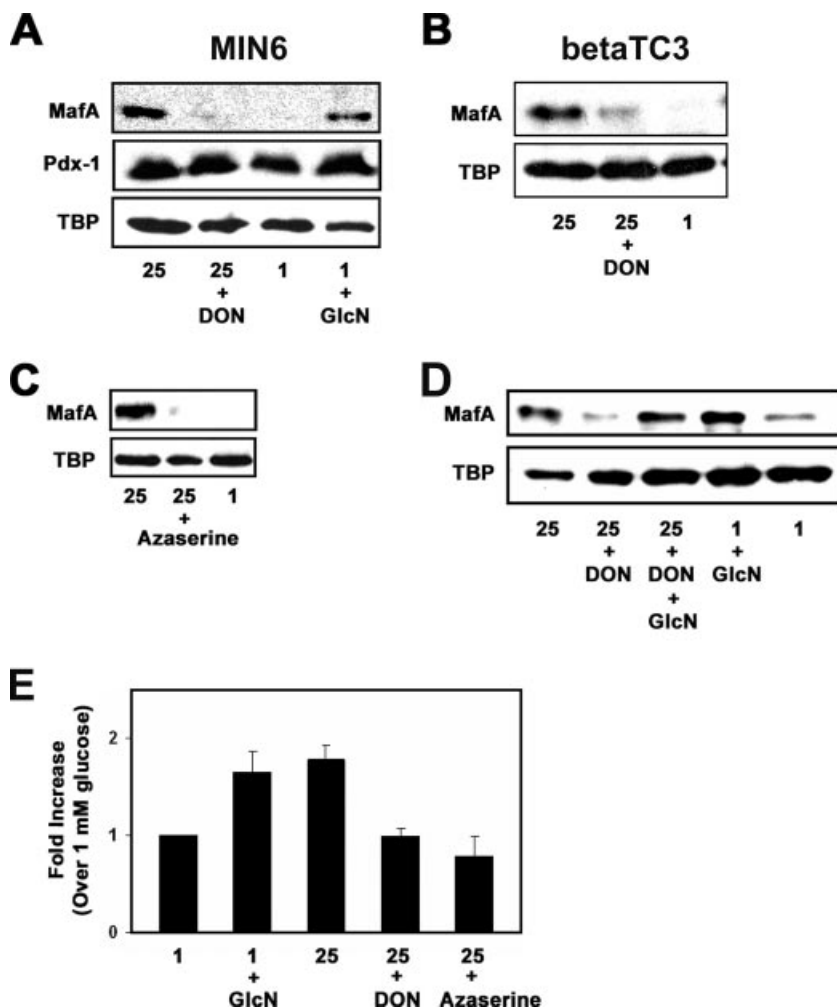 A
MIN6
MafA
Pdx-1
TBP
25 25 1 1
+ +
DON GlcN
B
betaTC3
MafA
TBP
25 25 1
+
DON
C
MafA
TBP
25 25 1
+
Azaserine
D
MafA
TBP
25 25 25 1 1
+ + +
DON DON GlcN
+
GlcN
E
Fold Increase
(Over 1 mM glucose)
2
1
0
1 1 25 25 25
+ + +
GlcN DON Azaserine